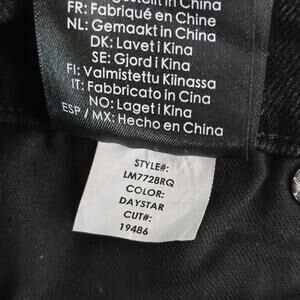 FR: Fabriqué en Chine
NL: Gemaakt in China
DK: Lavet i Kina
SE: Gjord i Kina
FI: Valmistettu Kiinassa
IT: Fabbricato in Cina
NO: Laget i Kina
ESP / MX: Hecho en China
STYLE#:
LM7728RQ
COLOR:
DAYSTAR
CUT#:
19486